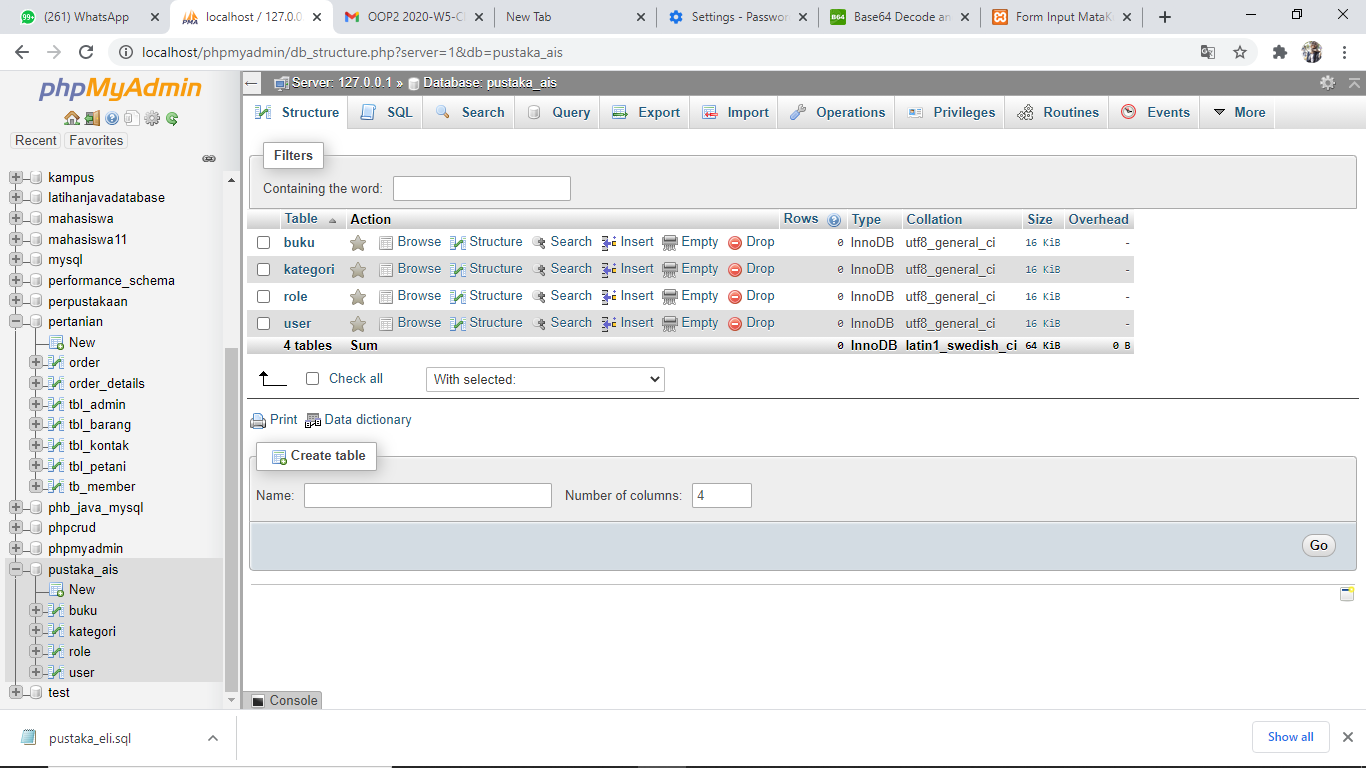 (261) WhatsApp
localhost / 127.0.0
OOP2 2020-W5-Cl
New Tab
Settings - Passwor
Base64 Decode an
Form Input MataK
localhost/phpmyadmin/db_structure.php?server=1&db=pustaka_ais
phpMyAdmin
Recent Favorites
kampus
latihanjavadatabase
mahasiswa
mahasiswa11
mysql
performance_schema
perpustakaan
pertanian
New
order
order_details
tbl_admin
tbl_barang
tbl_kontak
tbl_petani
tb_member
phb_java_mysql
phpcrud
phpmyadmin
pustaka_ais
New
buku
kategori
role
user
test
Server: 127.0.0.1 » Database: pustaka_ais
Structure SQL Search Query Export Import Operations Privileges Routines Events More
Filters
Containing the word:
Table Action Rows Type Collation Size Overhead
buku Browse Structure Search Insert Empty Drop 0 InnoDB utf8_general_ci 16 KiB -
kategori Browse Structure Search Insert Empty Drop 0 InnoDB utf8_general_ci 16 KiB -
role Browse Structure Search Insert Empty Drop 0 InnoDB utf8_general_ci 16 KiB -
user Browse Structure Search Insert Empty Drop 0 InnoDB utf8_general_ci 16 KiB -
4 tables Sum 0 InnoDB latin1_swedish_ci 64 KiB 0 B
Check all With selected:
Print Data dictionary
Create table
Name: Number of columns: 4
Go
Console
pustaka_eli.sql
Show all